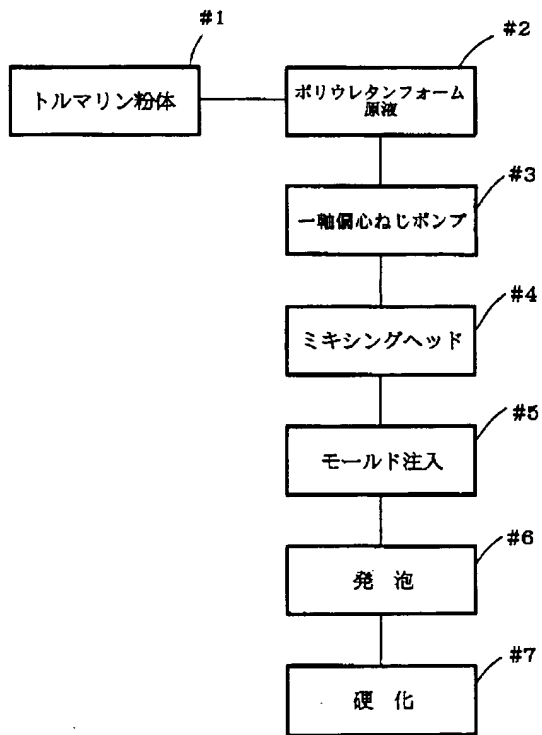 #1
トルマリン粉体
#2
ポリウレタンフォーム
原液
#3
一軸偏心ねじポンプ
#4
ミキシングヘッド
#5
モールド注入
#6
発 泡
#7
硬 化